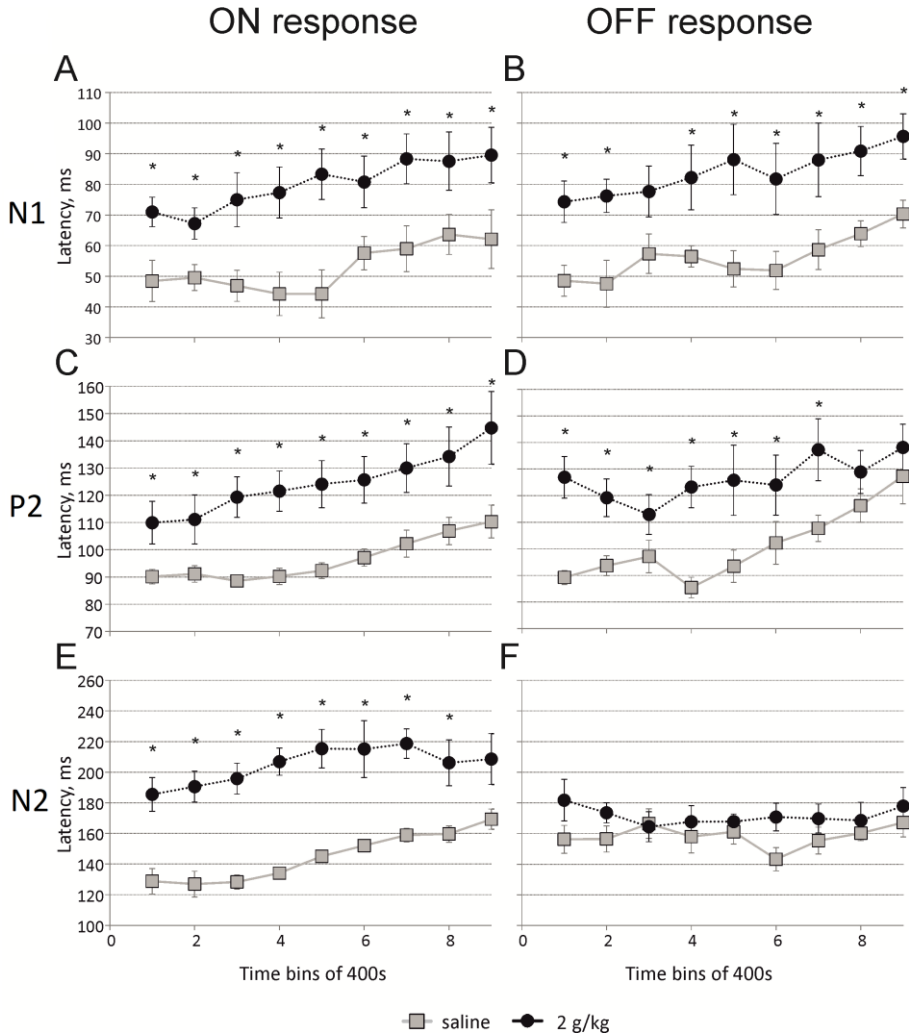 ON response
OFF response
A
B
N1
Latency, ms
110
100
90
80
70
60
50
40
30
* * * * * * * * *
* * * * * * * *
C
D
P2
Latency, ms
160
150
140
130
120
110
100
90
80
70
* * * * * * * * *
* * * * * * *
E
F
N2
Latency, ms
260
240
220
200
180
160
140
120
100
* * * * * * * *
0 2 4 6 8
0 2 4 6 8
Time bins of 400s
Time bins of 400s
saline 2 g/kg